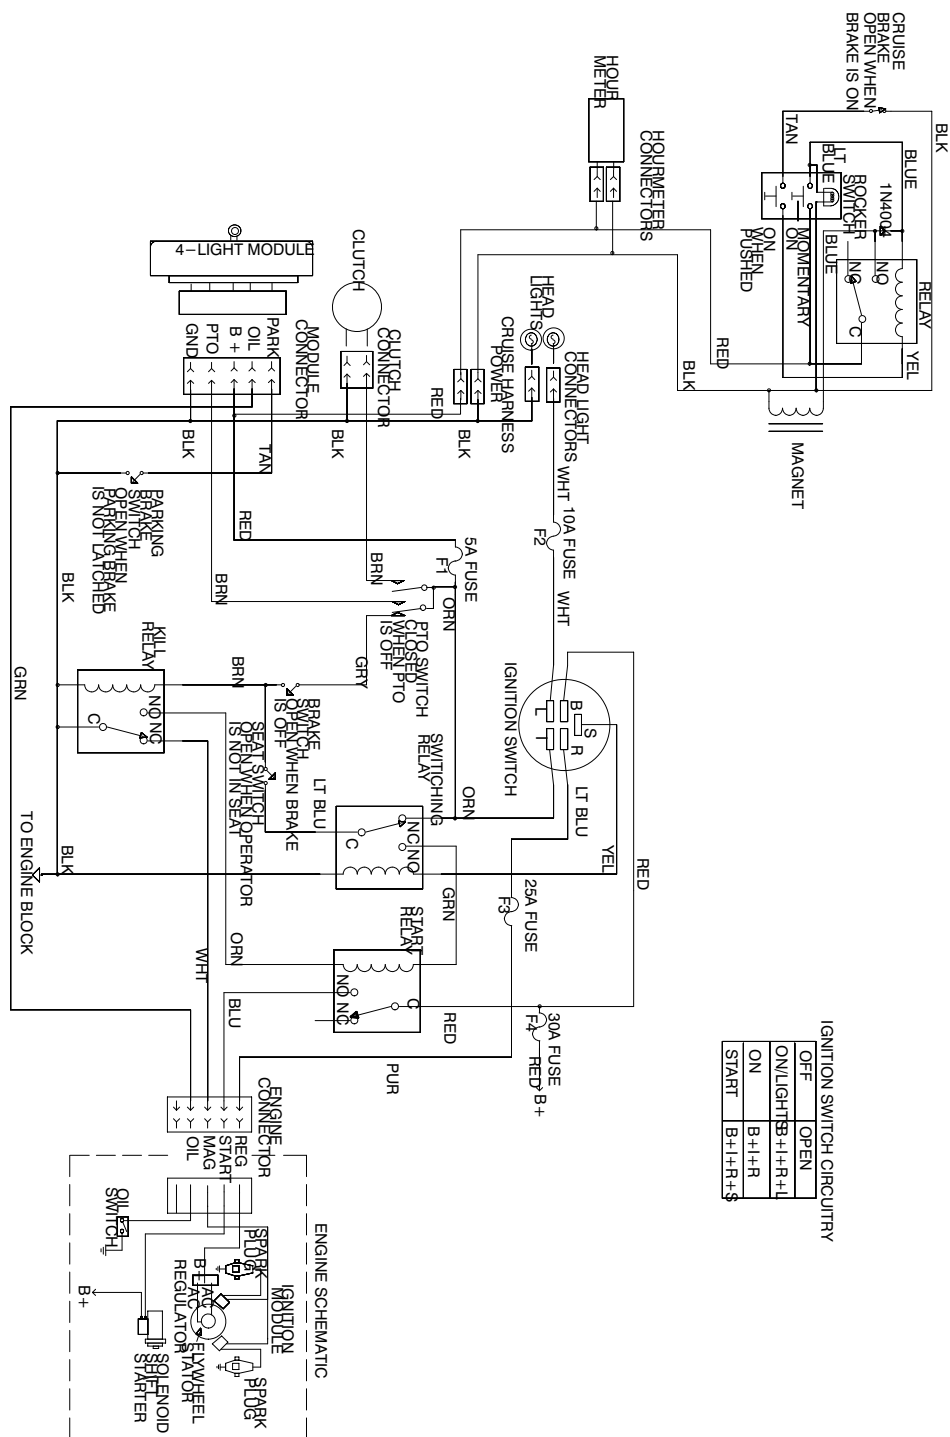 CRUISE
BRAKE
OPEN WHEN
BRAKE IS ON
BLK
TAN
BLUE
LT
BLUE
ROCKER
SWITCH
1N4004
BLUE
MOMENTARY
ON
ON
WHEN
PUSHED
NC
NO
C
RELAY
YEL
RED
BLK
MAGNET
HOUR
METER
HOURMETER
CONNECTORS
4-LIGHT MODULE
CLUTCH
CLUTCH
CONNECTOR
HEAD
LIGHTS
HEAD LIGHT
CONNECTORS
CRUISE HARNESS
POWER
MODULE
CONNECTOR
GND
PTO
B +
OIL
PARK
BLK
TAN
BLK
RED
BLK
WHT
10A FUSE
F2
WHT
5A FUSE
F1
RED
BRN
BRN
ORN
PARKING
BRAKE
SWITCH
OPEN WHEN
PARKING BRAKE
IS NOT LATCHED
BLK
GRN
KILL
RELAY
NO
NC
C
BRN
GRY
PTO SWITCH
CLOSED
WHEN PTO
IS OFF
BRAKE
SWITCH
OPEN WHEN BRAKE
IS OFF
SEAT SWITCH
OPEN WHEN OPERATOR
IS NOT IN SEAT
IGNITION SWITCH
B
L
S
I
R
SWITICHING
RELAY
LT BLU
ORN
LT BLU
NC
NO
C
YEL
RED
GRN
25A FUSE
F3
TO ENGINE BLOCK
BLK
WHT
ORN
BLU
START
RELAY
NO
NC
C
RED
30A FUSE
F4
RED
B+
PUR
IGNITION SWITCH CIRCUITRY
OFF OPEN
ON/LIGHTS B+I+R+L
ON B+I+R
START B+I+R+S
ENGINE
CONNECTOR
OIL
MAG
START
REG
ENGINE SCHEMATIC
OIL
SWITCH
SPARK
PLUG
B+
AC
AC
REGULATOR
IGNITION
MODULE
FLYWHEEL
STATOR
SPARK
PLUG
SOLENOID
SHIFT
STARTER
B+